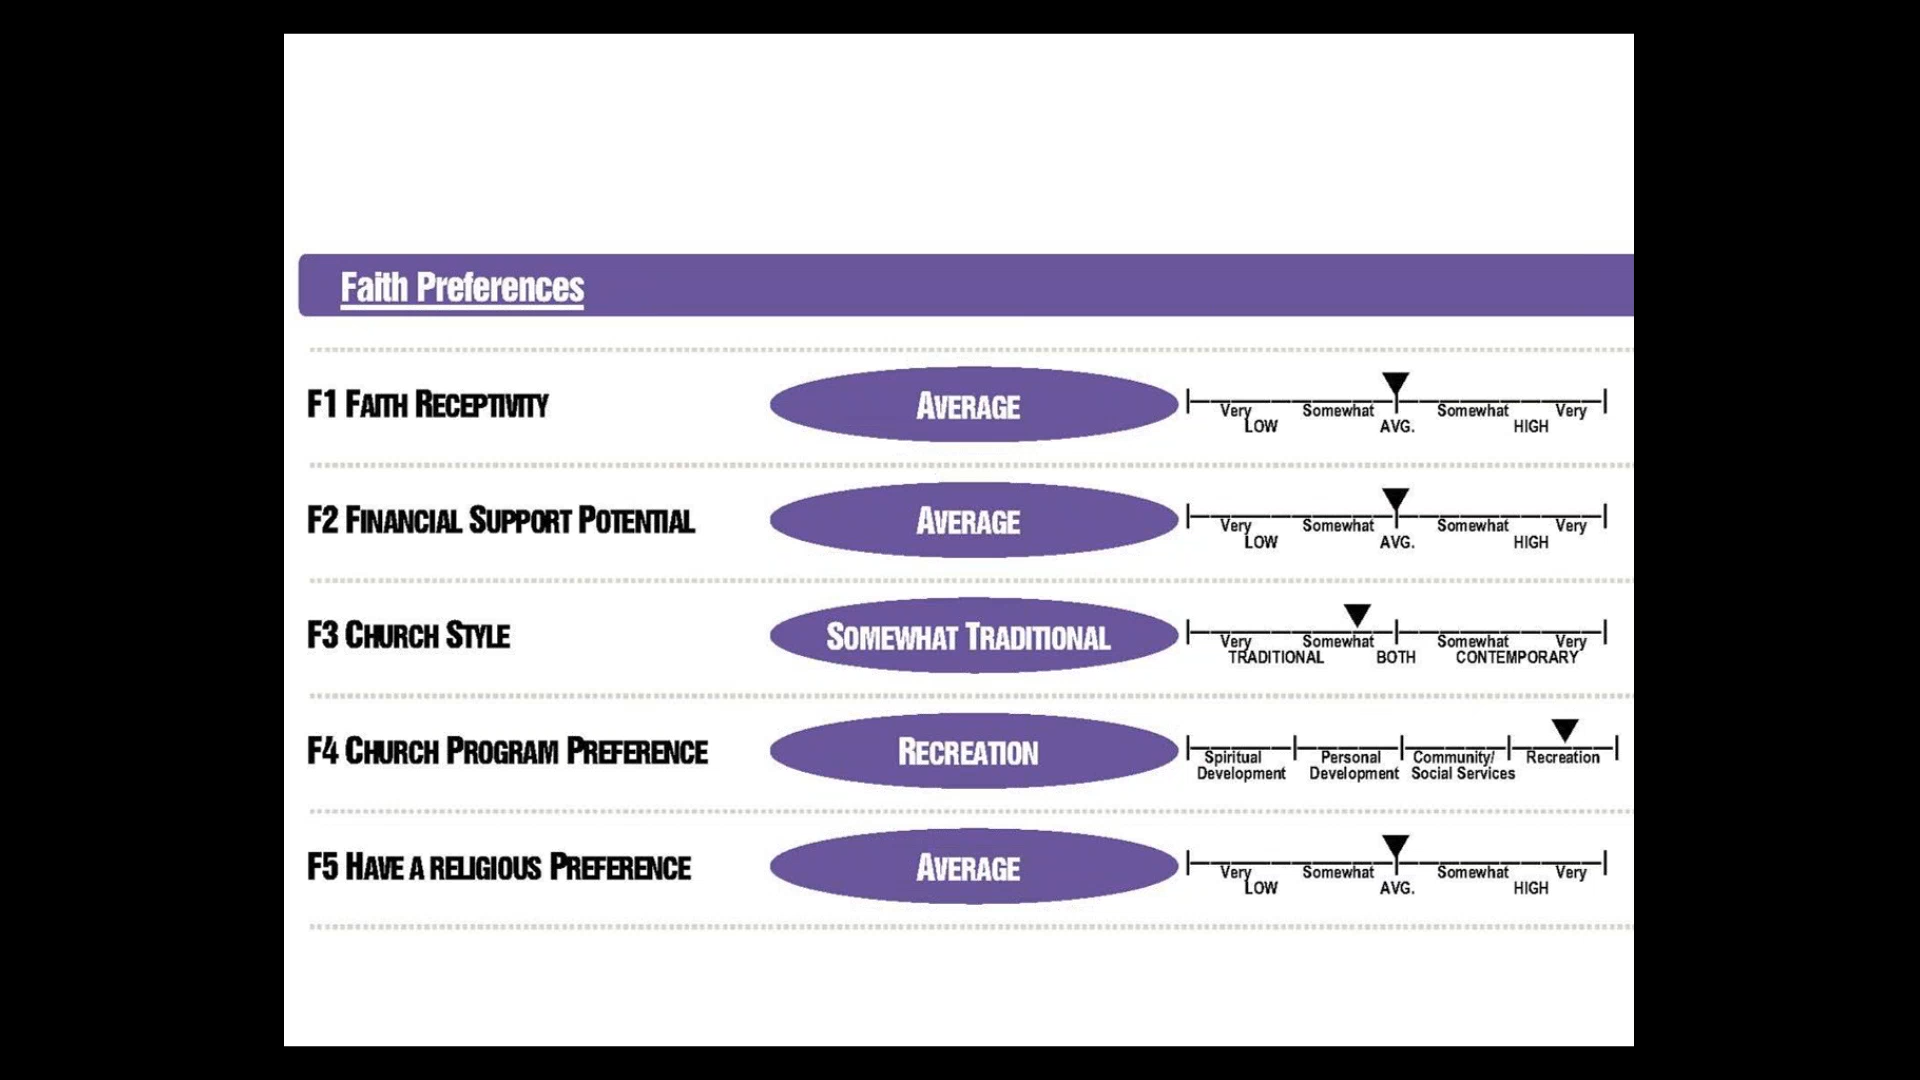 Faith Preferences
F1 FAITH RECEPTIVITY
AVERAGE
Very Somewhat Somewhat Very
LOW AVG. HIGH
F2 FINANCIAL SUPPORT POTENTIAL
AVERAGE
Very Somewhat Somewhat Very
LOW AVG. HIGH
F3 CHURCH STYLE
SOMEWHAT TRADITIONAL
Very Somewhat Somewhat Very
TRADITIONAL BOTH CONTEMPORARY
F4 CHURCH PROGRAM PREFERENCE
RECREATION
Spiritual Personal Community/ Recreation
Development Development Social Services
F5 HAVE A RELIGIOUS PREFERENCE
AVERAGE
Very Somewhat Somewhat Very
LOW AVG. HIGH